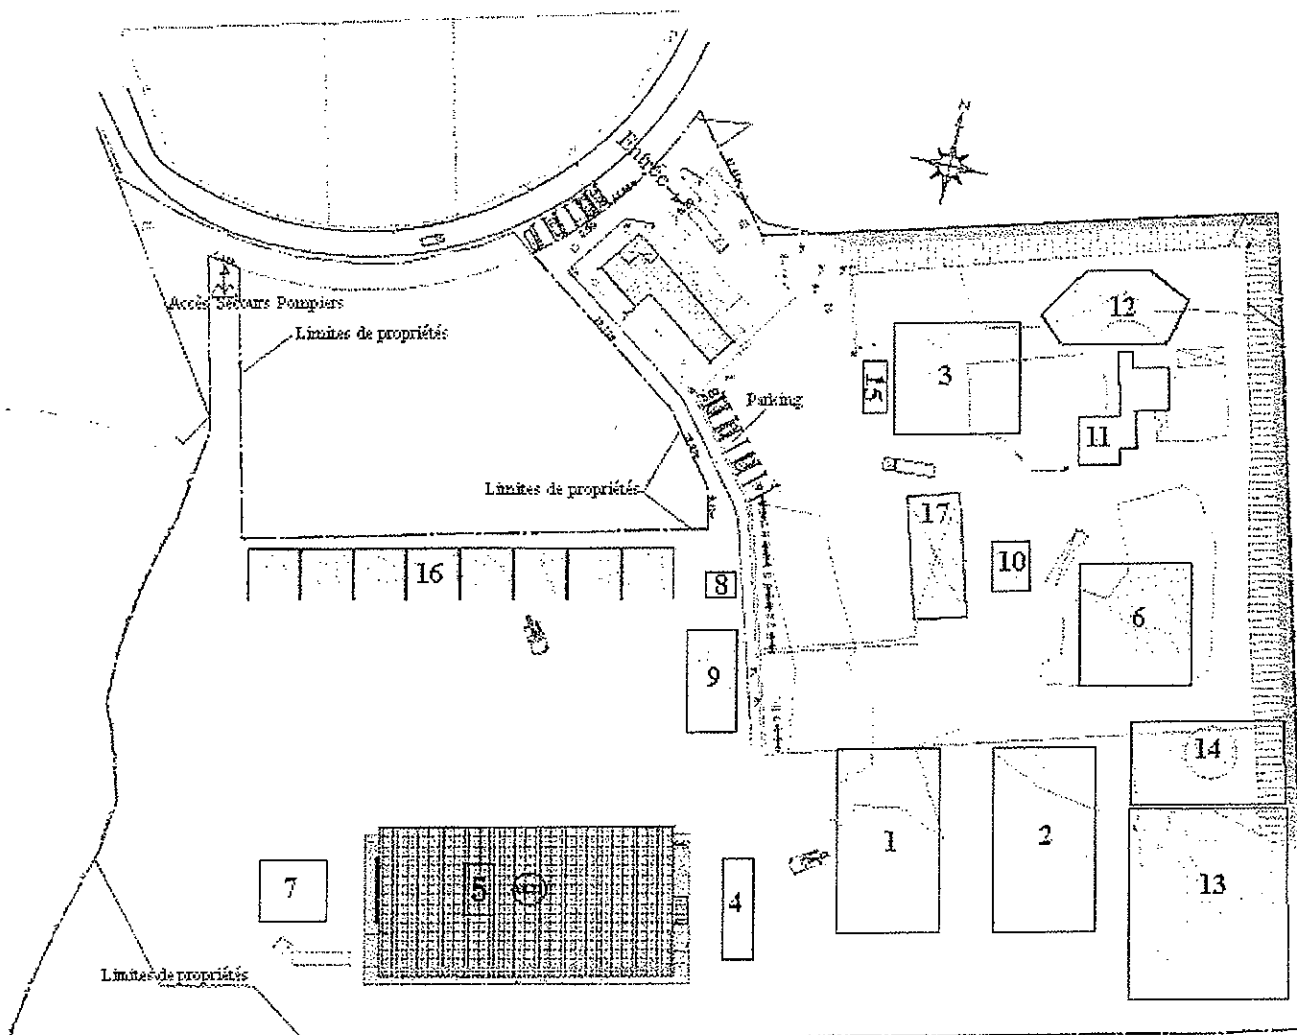 Entrée
N
Accès Secours Pompiers
Limites de propriétés
12
3
15
Parking
11
Limites de propriétés
17
16
10
8
6
9
14
1
2
5
7
4
13
Limites de propriétés